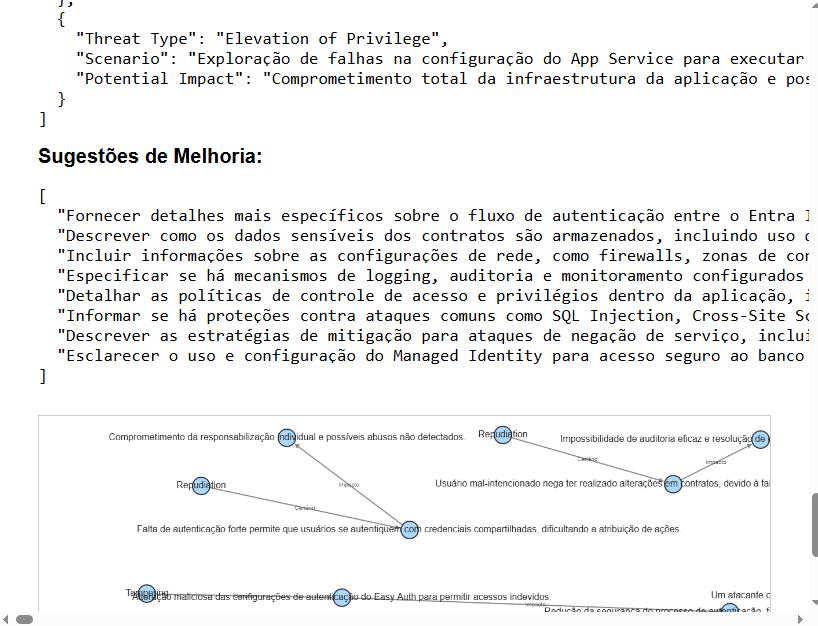 },
{
"Threat Type": "Elevation of Privilege",
"Scenario": "Exploração de falhas na configuração do App Service para executar
"Potential Impact": "Comprometimento total da infraestrutura da aplicação e pos
}
]
Sugestões de Melhoria:
[
"Fornecer detalhes mais específicos sobre o fluxo de autenticação entre o Entra I
"Descrever como os dados sensíveis dos contratos são armazenados, incluindo uso
"Incluir informações sobre as configurações de rede, como firewalls, zonas de con
"Especificar se há mecanismos de logging, auditoria e monitoramento configurados
"Detalhar as políticas de controle de acesso e privilégios dentro da aplicação, i
"Informar se há proteções contra ataques comuns como SQL Injection, Cross-Site Sc
"Descrever as estratégias de mitigação para ataques de negação de serviço, inclui
"Esclarecer o uso e configuração do Managed Identity para acesso seguro ao banco
]
Comprometimento da responsabilização individual e possíveis abusos não detectados.
Repudiation
Impossibilidade de auditoria eficaz e resolução de
Cenário
Impacto
Repudiation
Impacto
Usuário mal-intencionado nega ter realizado alterações em contratos, devido à fal
Cenário
Falta de autenticação forte permite que usuários se autentiquem com credenciais compartilhadas, dificultando a atribuição de ações.
Tampering
Alteração maliciosa das configurações de autenticação do Easy Auth para permitir acessos indevidos.
Impacto
Um atacante
Redução da segurança do processo de autenticação,